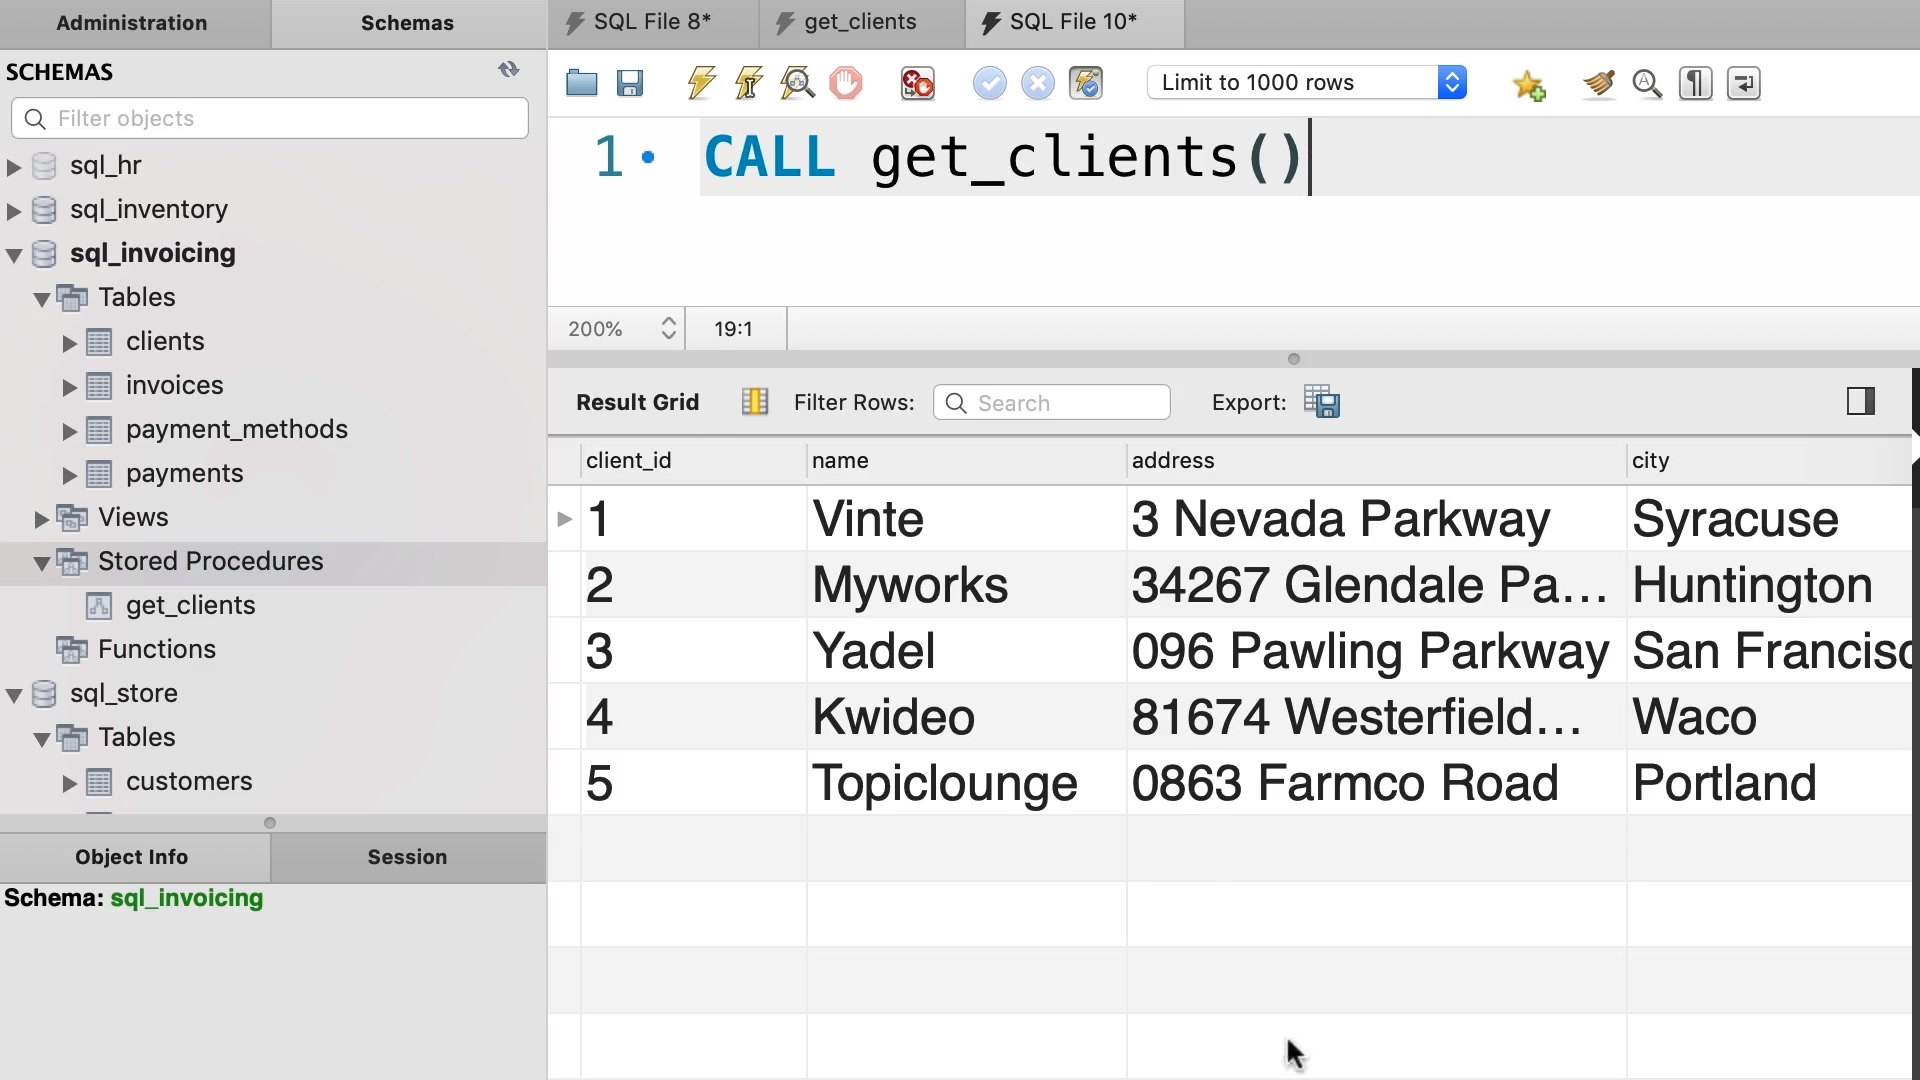 Administration
Schemas
SQL File 8*
get_clients
SQL File 10*
SCHEMAS
Filter objects
sql_hr
sql_inventory
sql_invoicing
Tables
clients
invoices
payment_methods
payments
Views
Stored Procedures
get_clients
Functions
sql_store
Tables
customers
Object Info
Session
Schema: sql_invoicing
Limit to 1000 rows
1 CALL get_clients()
200%
19:1
Result Grid
Filter Rows:
Search
Export:
client_id name address city
1 Vinte 3 Nevada Parkway Syracuse
2 Myworks 34267 Glendale Pa... Huntington
3 Yadel 096 Pawling Parkway San Francisc
4 Kwideo 81674 Westerfield... Waco
5 Topiclounge 0863 Farmco Road Portland